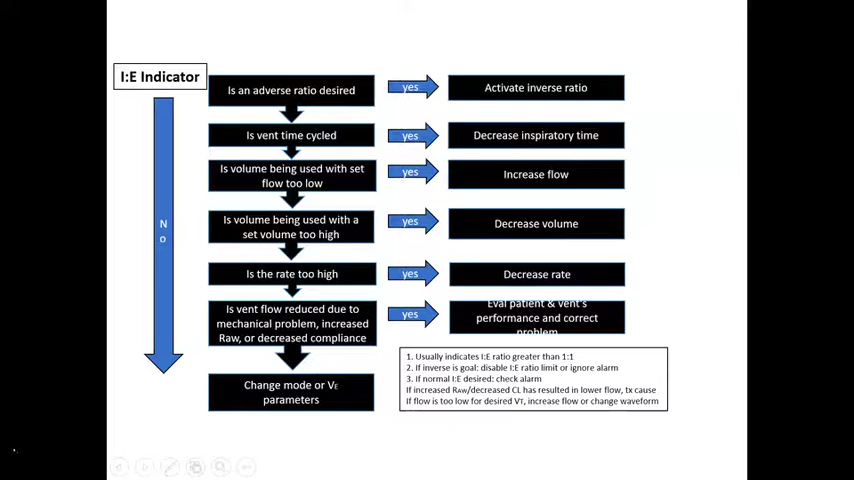 I:E Indicator
Is an adverse ratio desired
yes
Activate inverse ratio
Is vent time cycled
yes
Decrease inspiratory time
Is volume being used with set
flow too low
yes
Increase flow
Is volume being used with a
set volume too high
yes
Decrease volume
N
o
Is the rate too high
yes
Decrease rate
Is vent flow reduced due to
mechanical problem, increased
Raw, or decreased compliance
yes
Eval patient & vent's
performance and correct
problem
Change mode or VE
parameters
1. Usually indicates I:E ratio greater than 1:1
2. If inverse is goal: disable I:E ratio limit or ignore alarm
3. If normal I:E desired: check alarm
If increased RAW/decreased CL has resulted in lower flow, tx cause
If flow is too low for desired VT, increase flow or change waveform